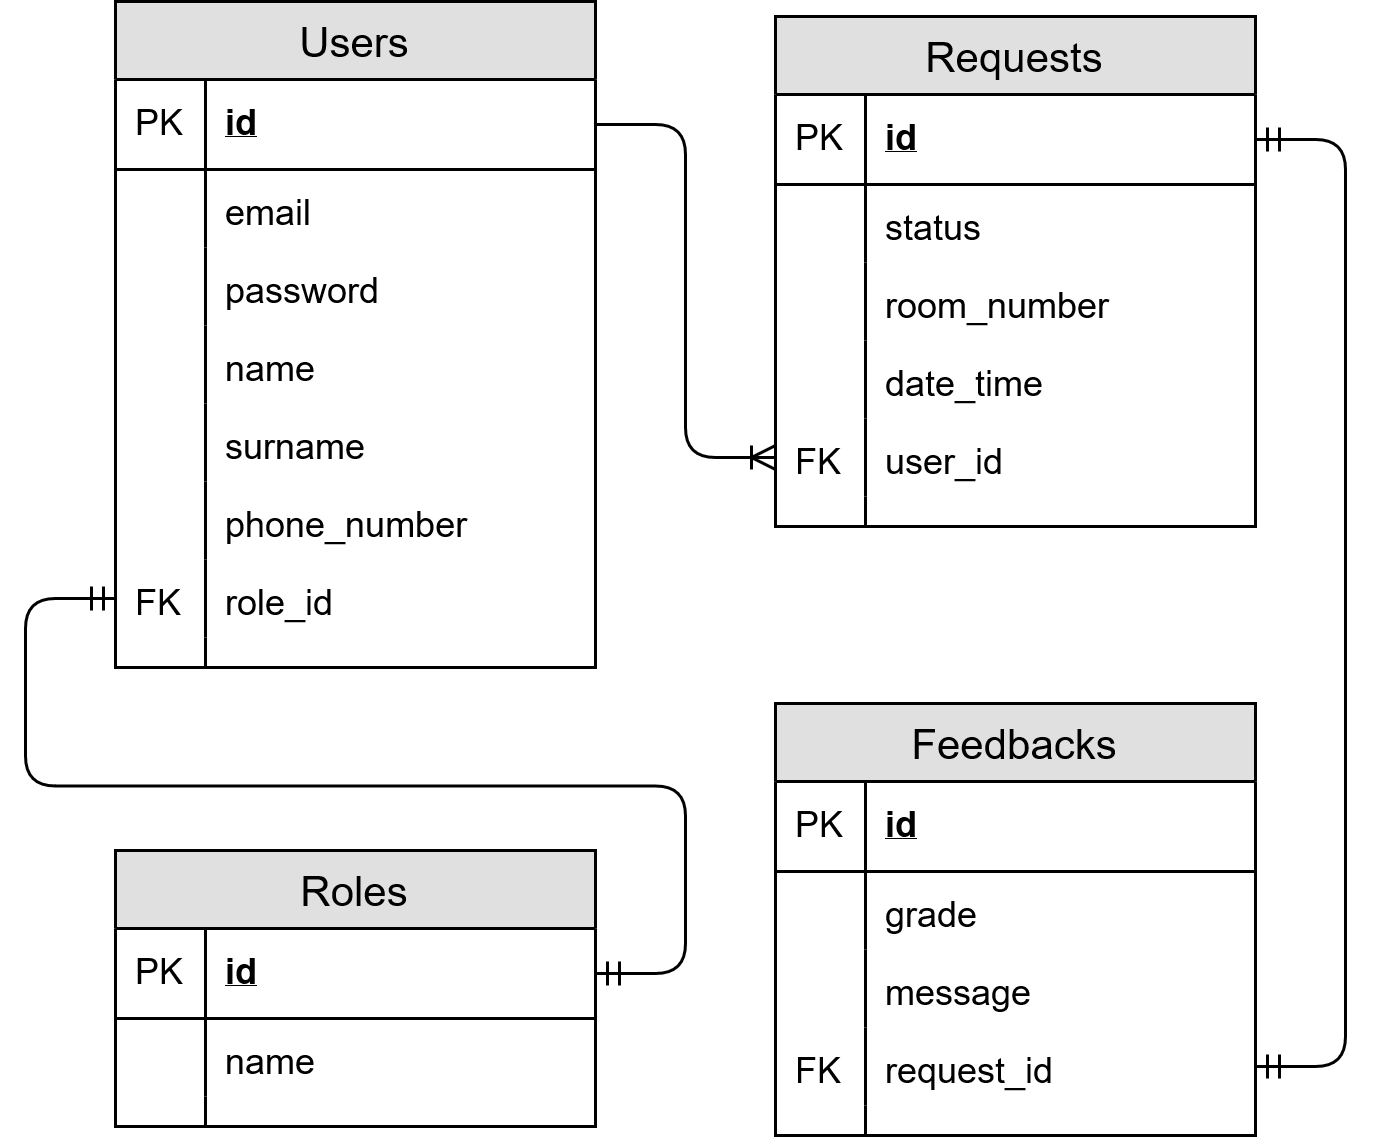 Users
PK id
email
password
name
surname
phone_number
FK role_id
Requests
PK id
status
room_number
date_time
FK user_id
Roles
PK id
name
Feedbacks
PK id
grade
message
FK request_id